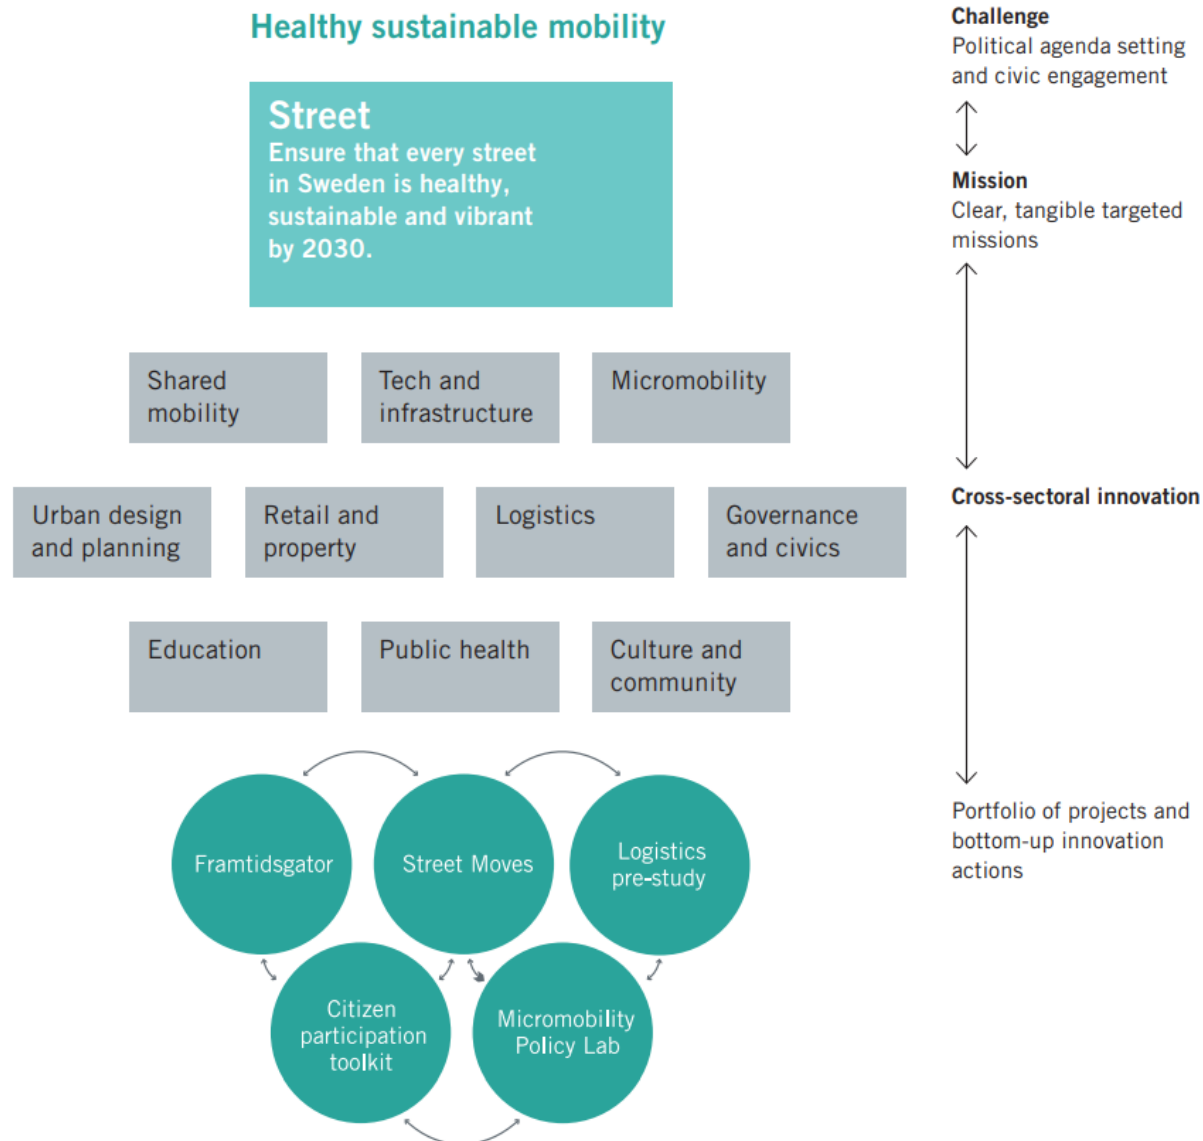 Healthy sustainable mobility
Street
Ensure that every street
in Sweden is healthy,
sustainable and vibrant
by 2030.
Shared
mobility
Tech and
infrastructure
Micromobility
Urban design
and planning
Retail and
property
Logistics
Governance
and civics
Education
Public health
Culture and
community
Framtidsgator
Street Moves
Logistics
pre-study
Citizen
participation
toolkit
Micromobility
Policy Lab
Challenge
Political agenda setting
and civic engagement
Mission
Clear, tangible targeted
missions
Cross-sectoral innovation
Portfolio of projects and
bottom-up innovation
actions